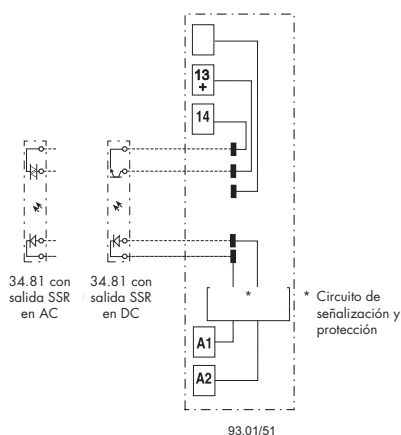 13
+
14
34.81 con
salida SSR
en AC
34.81 con
salida SSR
en DC
*
* Circuito de
señalización y
protección
A1
A2
93.01/51